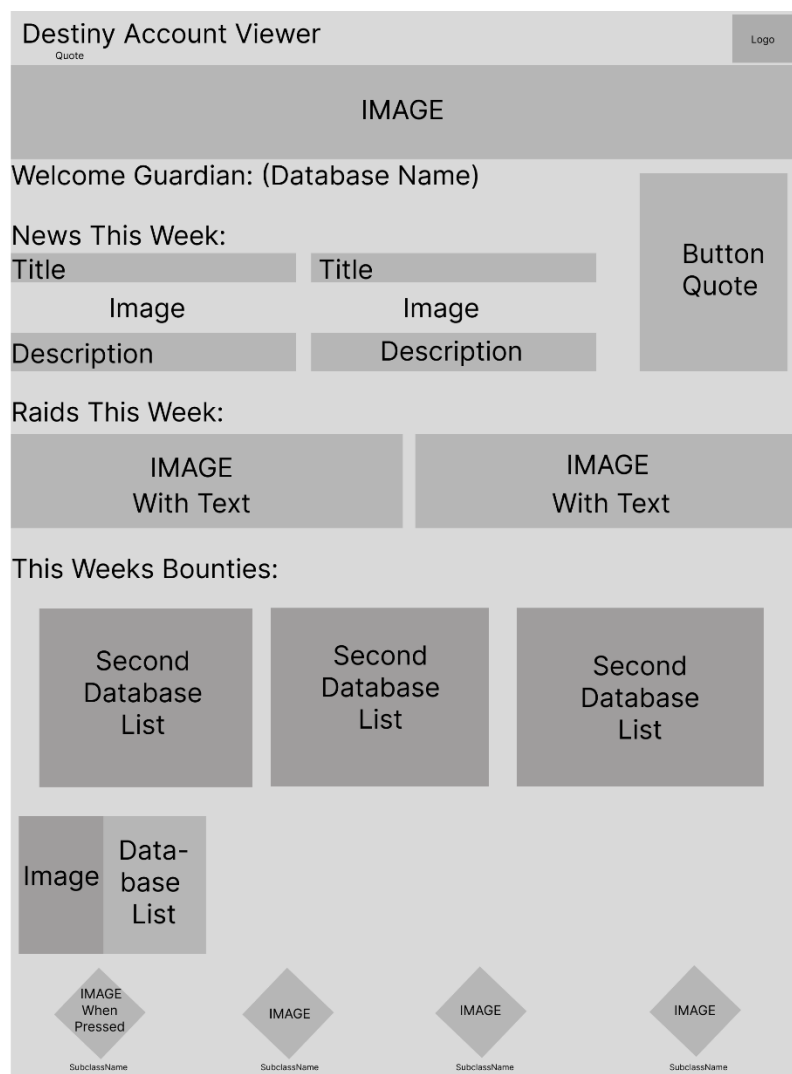 Destiny Account Viewer
Quote
Logo
IMAGE
Welcome Guardian: (Database Name)
Button
Quote
News This Week:
Title
Image
Description
Title
Image
Description
Raids This Week:
IMAGE
With Text
IMAGE
With Text
This Weeks Bounties:
Second
Database
List
Second
Database
List
Second
Database
List
Image
Data-
base
List
IMAGE
When
Pressed
SubclassName
IMAGE
SubclassName
IMAGE
SubclassName
IMAGE
SubclassName